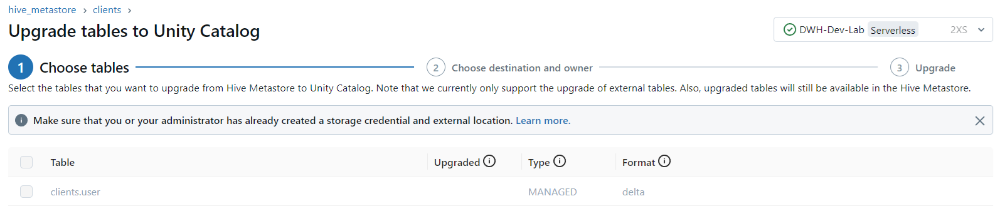 hive_metastore > clients >
Upgrade tables to Unity Catalog
DWH-Dev-Lab Serverless 2XS
1 Choose tables 2 Choose destination and owner 3 Upgrade
Select the tables that you want to upgrade from Hive Metastore to Unity Catalog. Note that we currently only support the upgrade of external tables. Also, upgraded tables will still be available in the Hive Metastore.
Make sure that you or your administrator has already created a storage credential and external location. Learn more.
Table Upgraded Type Format
clients.user MANAGED delta